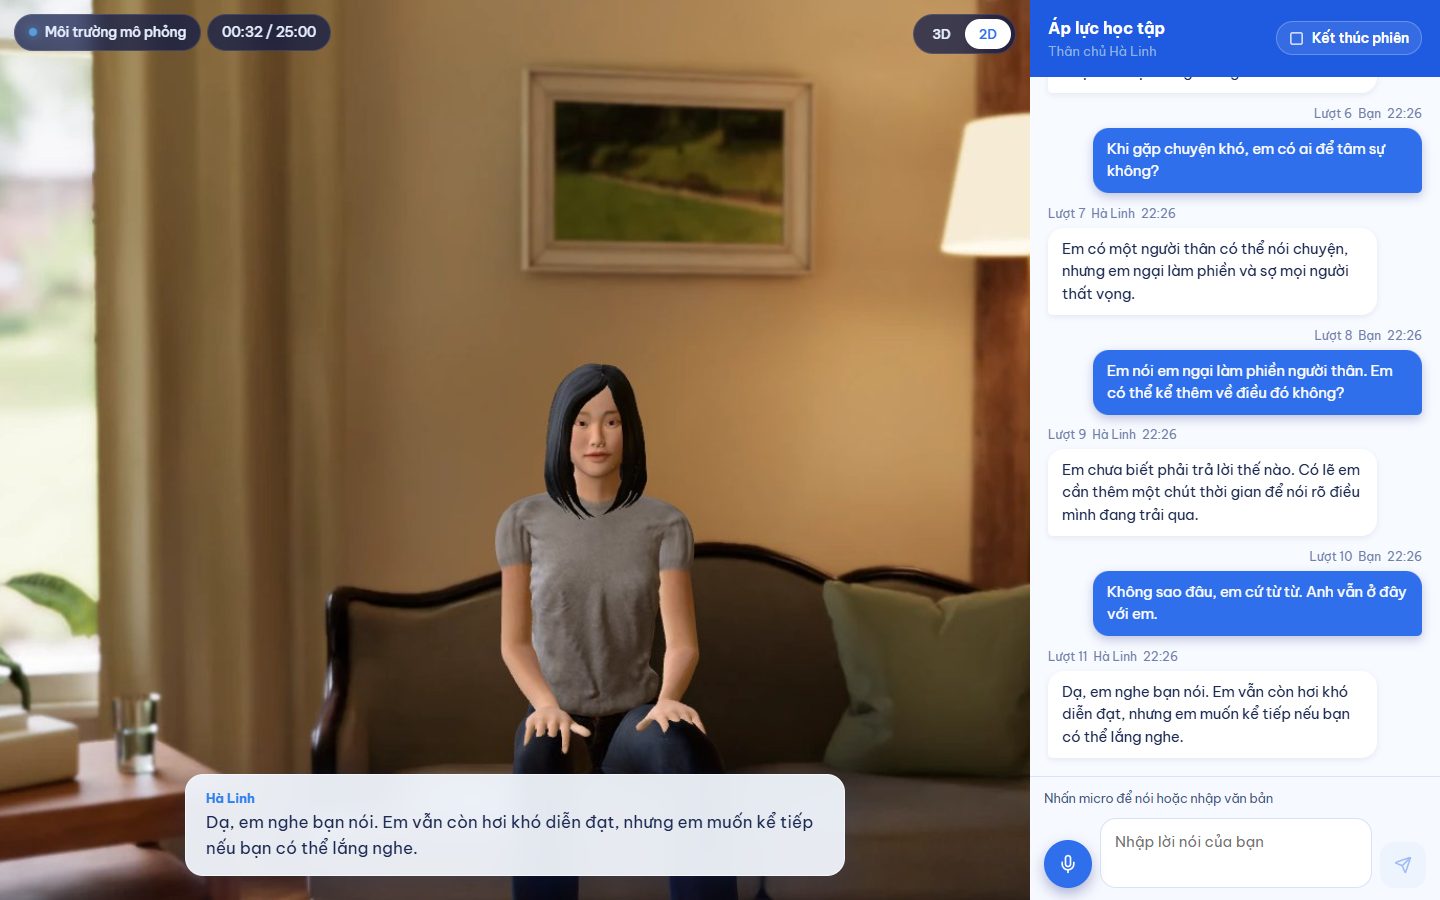 Môi trường mô phỏng
00:32 / 25:00
3D
2D
Hà Linh
Dạ, em nghe bạn nói. Em vẫn còn hơi khó diễn đạt, nhưng em muốn kể tiếp
nếu bạn có thể lắng nghe.
Áp lực học tập
Thân chủ Hà Linh
Kết thúc phiên
Lượt 6 Bạn 22:26
Khi gặp chuyện khó, em có ai để tâm sự
không?
Lượt 7 Hà Linh 22:26
Em có một người thân có thể nói chuyện,
nhưng em ngại làm phiền và sợ mọi người
thất vọng.
Lượt 8 Bạn 22:26
Em nói em ngại làm phiền người thân. Em
có thể kể thêm về điều đó không?
Lượt 9 Hà Linh 22:26
Em chưa biết phải trả lời thế nào. Có lẽ em
cần thêm một chút thời gian để nói rõ điều
mình đang trải qua.
Lượt 10 Bạn 22:26
Không sao đâu, em cứ từ từ. Anh vẫn ở đây
với em.
Lượt 11 Hà Linh 22:26
Dạ, em nghe bạn nói. Em vẫn còn hơi khó
diễn đạt, nhưng em muốn kể tiếp nếu bạn
có thể lắng nghe.
Nhấn micro để nói hoặc nhập văn bản
Nhập lời nói của bạn